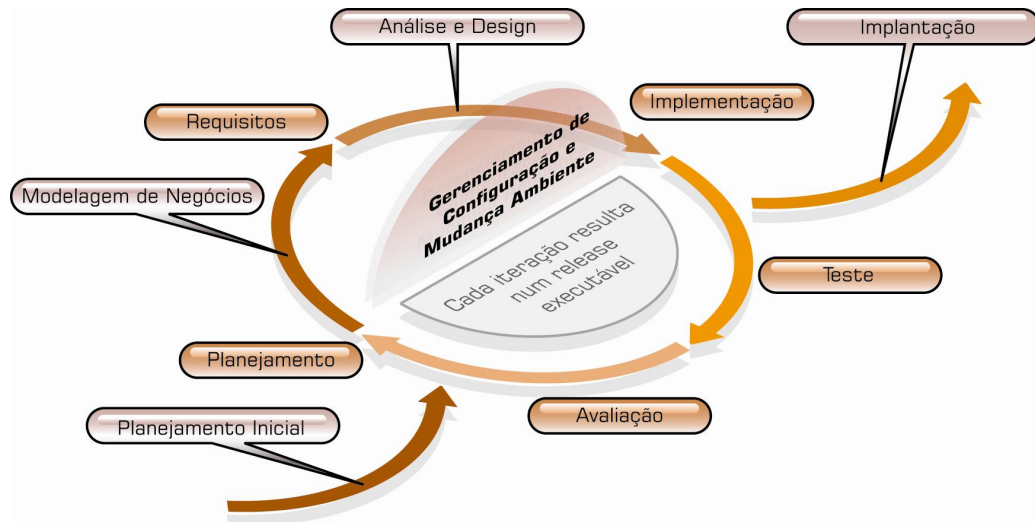 Análise e Design
Implantação
Requisitos
Implementação
Gerenciamento de
Configuração e
Mudança Ambiente
Modelagem de Negócios
Cada iteração resulta
num release
executável
Teste
Planejamento
Avaliação
Planejamento Inicial